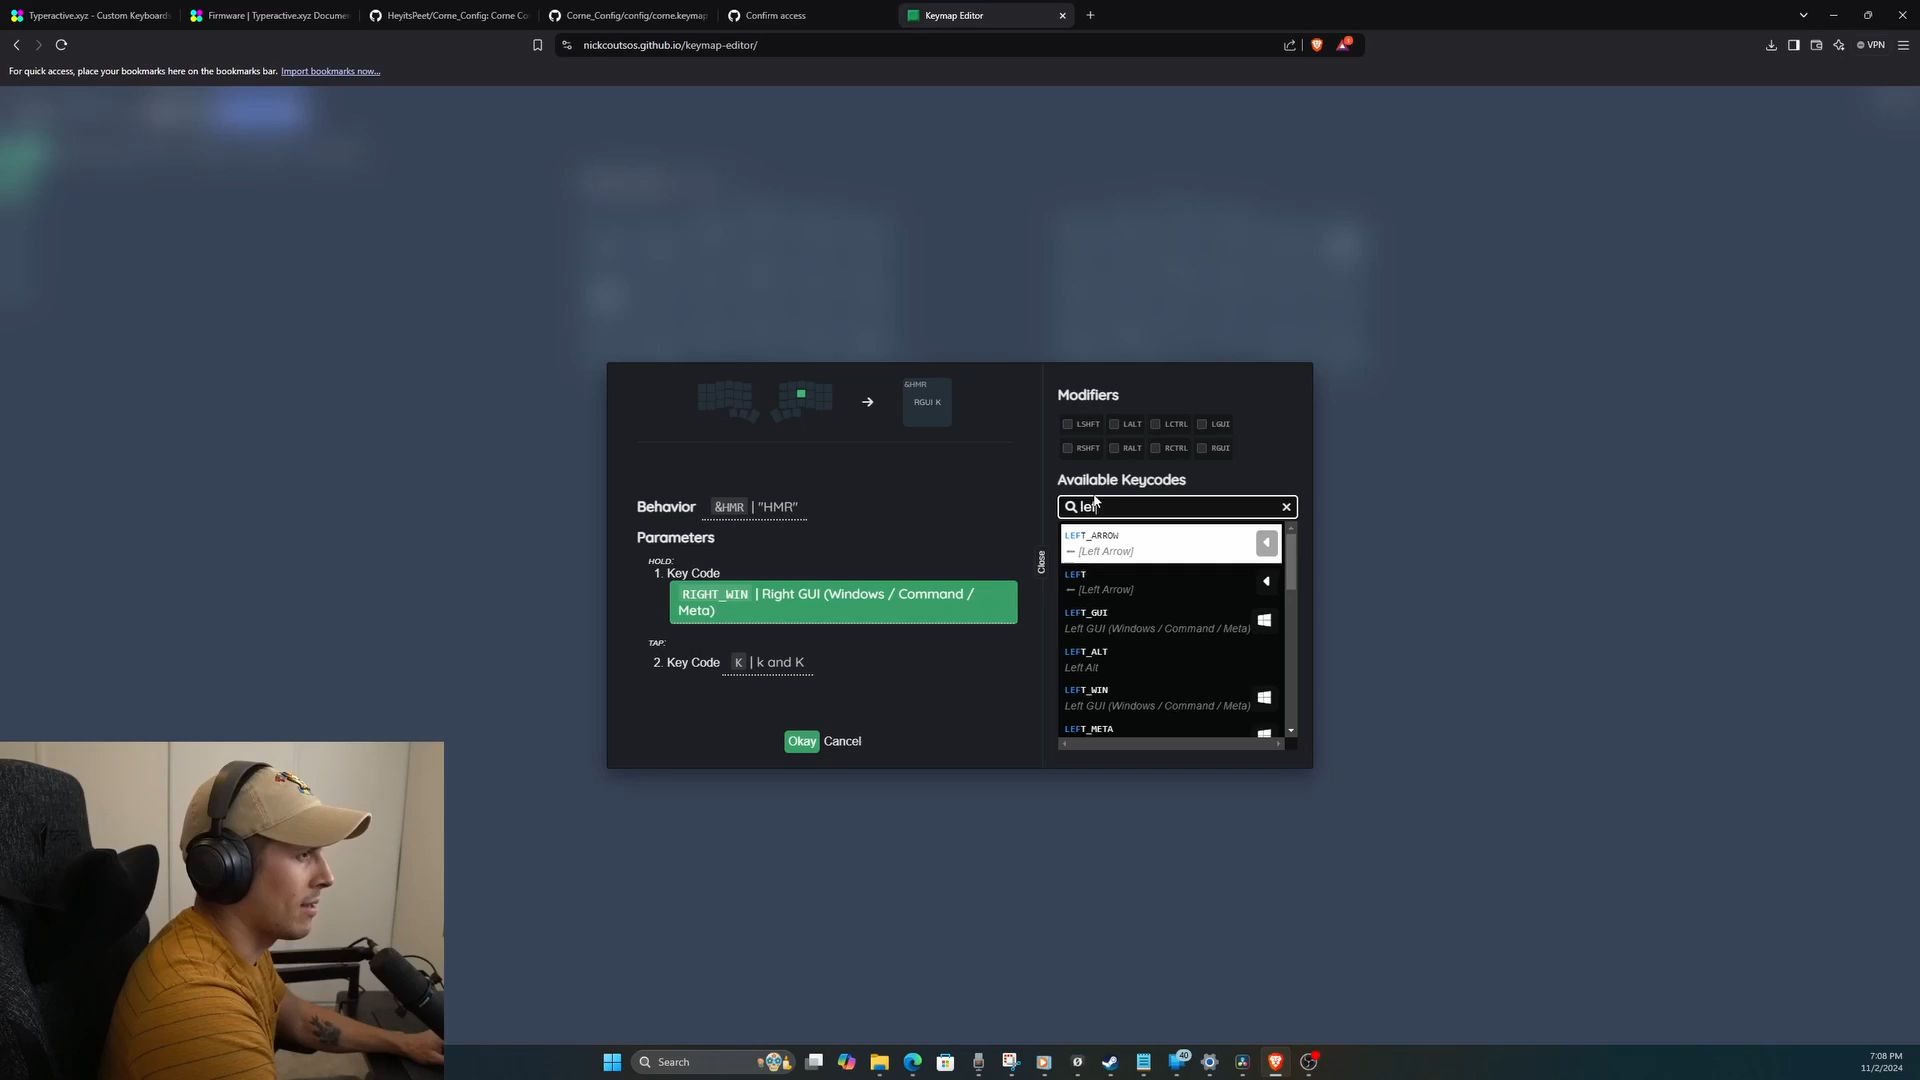 Typeractive.xyz - Custom Keyboards
Firmware | Typeractive.xyz Documen
HeyitsPeet/Corne_Config: Corne Co
Corne_Config/config/corne.keymap
Confirm access
Keymap Editor
nickcoutsos.github.io/keymap-editor/
VPN
For quick access, place your bookmarks here on the bookmarks bar. Import bookmarks now...
&HMR
RGUI K
Behavior &HMR | "HMR"
Parameters
HOLD:
1. Key Code
RIGHT_WIN | Right GUI (Windows / Command /
Meta)
TAP:
2. Key Code K | k and K
Okay Cancel
Close
Modifiers
LSHFT LALT LCTRL LGUI
RSHFT RALT RCTRL RGUI
Available Keycodes
lef
LEFT_ARROW
[Left Arrow]
LEFT
[Left Arrow]
LEFT_GUI
Left GUI (Windows / Command / Meta)
LEFT_ALT
Left Alt
LEFT_WIN
Left GUI (Windows / Command / Meta)
LEFT_META
Search
40
7:08 PM
11/2/2024